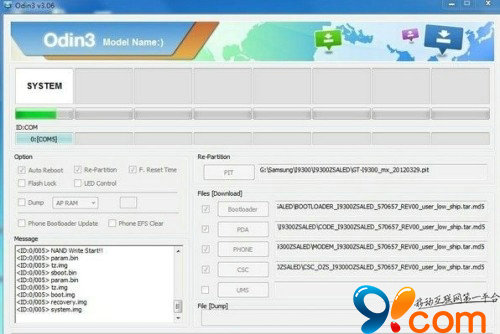 Odin3 v3.06
Odin3 Model Name:)
SYSTEM
ID:COM
0:[COM5]
Option
Auto Reboot Re-Partition F. Reset Time
Flash Lock LED Control
Dump AP RAM
Phone Bootloader Update Phone EFS Clear
Message
<ID:0/005> NAND Write Start!!
<ID:0/005> param.bin
<ID:0/005> tz.img
<ID:0/005> sboot.bin
<ID:0/005> param.bin
<ID:0/005> tz.img
<ID:0/005> boot.img
<ID:0/005> recovery.img
<ID:0/005> system.img
Re-Partition
PIT G:\Samsung\I9300\I9300ZSALED\GT-I9300_mx_20120329.pit
Files [Download]
Bootloader SALED\BOOTLOADER_I9300ZSALED_570657_REV00_user_low_ship.tar.md5
PDA \I9300ZSALED\CODE_I9300ZSALED_570657_REV00_user_low_ship.tar.md5
PHONE 9300ZSALED\MODEM_I9300ZSALED_570657_REV00_user_low_ship.tar.md5
CSC 0ZSALED\CSC_OZS_I9300OZSALED_570657_REV00_user_low_ship.tar.md5
UMS
File [Dump]
移动互联网第一平台
91.com